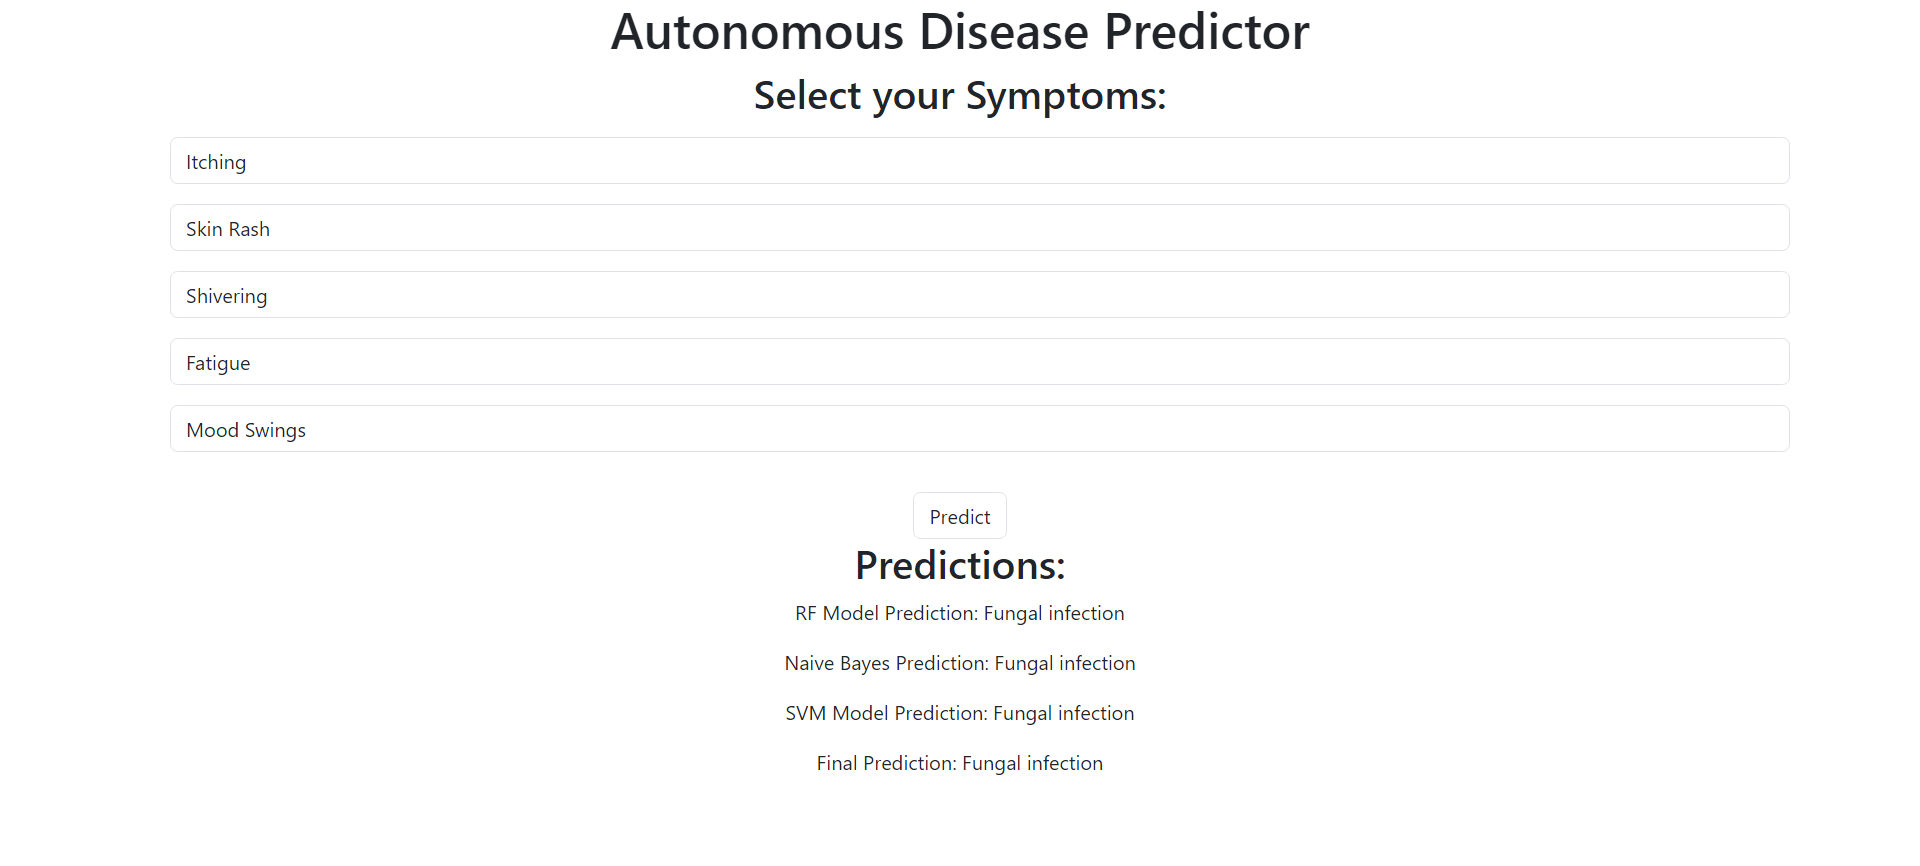 Autonomous Disease Predictor
Select your Symptoms:
Itching
Skin Rash
Shivering
Fatigue
Mood Swings
Predict
Predictions:
RF Model Prediction: Fungal infection
Naive Bayes Prediction: Fungal infection
SVM Model Prediction: Fungal infection
Final Prediction: Fungal infection